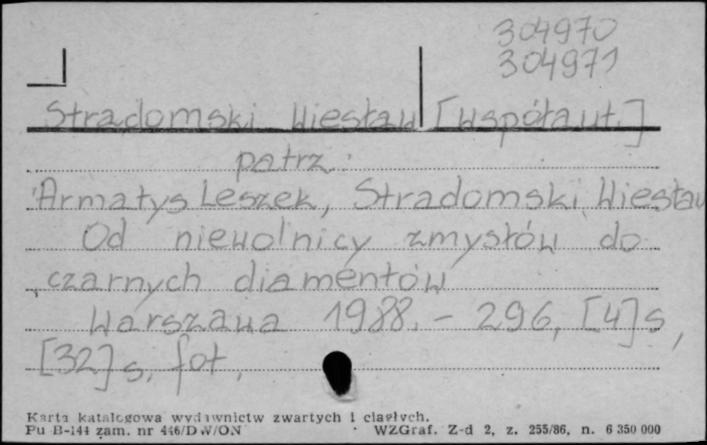 304970
304971
Stradomski Wiesław [współaut.]
patrz:
Armatys Leszek, Stradomski Wiesław
Od niewolnicy zmysłów do
czarnych diamentów
Warszawa 1988. – 296, [4] s,
[32] s. fot.
Karta katalogowa wydawnictw zwartych i ciągłych.
Pu B-144 zam. nr 446/DW/ON WZGraf. Z-d 2, z. 255/86, n. 6 350 000